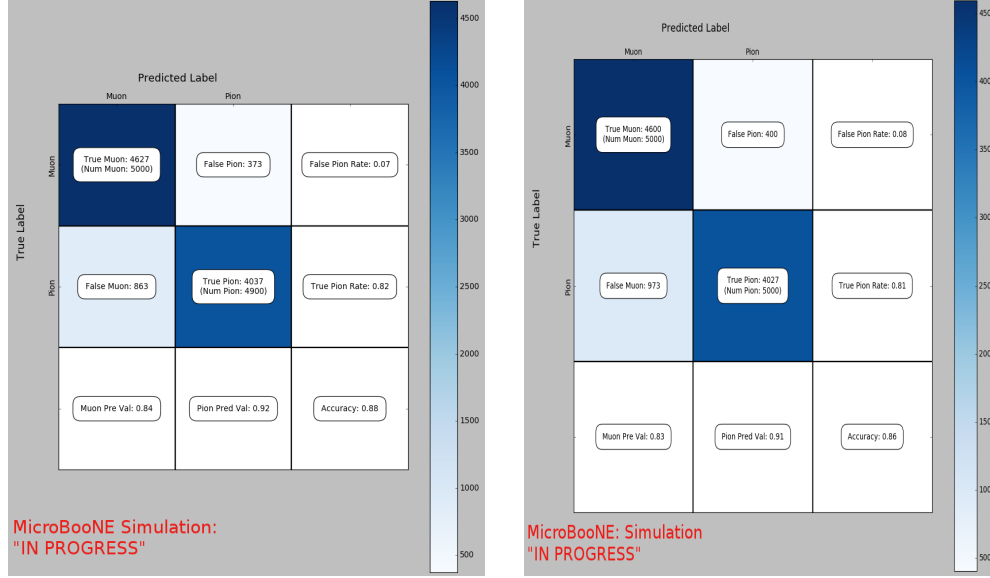 Predicted Label
Muon Pion
True Label
Muon
Pion
True Muon: 4627
(Num Muon: 5000)
False Pion: 373
False Pion Rate: 0.07
False Muon: 863
True Pion: 4037
(Num Pion: 4900)
True Pion Rate: 0.82
Muon Pre Val: 0.84
Pion Pred Val: 0.92
Accuracy: 0.88
4500
4000
3500
3000
2500
2000
1500
1000
500
MicroBooNE Simulation:
"IN PROGRESS"
Predicted Label
Muon Pion
True Label
Muon
Pion
True Muon: 4600
(Num Muon: 5000)
False Pion: 400
False Pion Rate: 0.08
False Muon: 973
True Pion: 4027
(Num Pion: 5000)
True Pion Rate: 0.81
Muon Pre Val: 0.83
Pion Pred Val: 0.91
Accuracy: 0.86
MicroBooNE: Simulation
"IN PROGRESS"